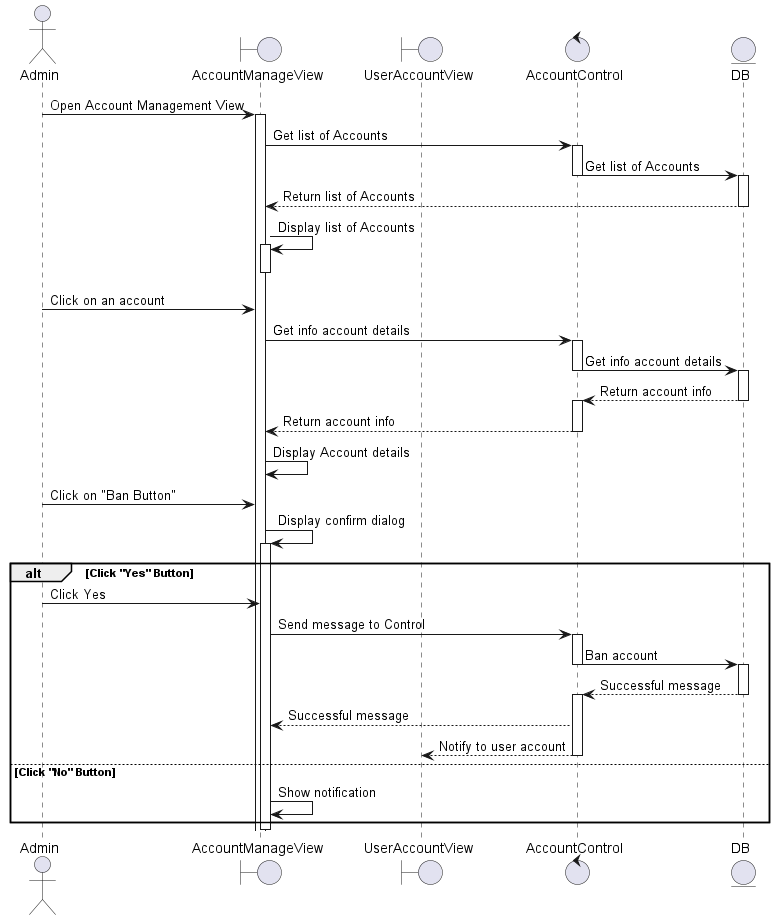 Admin
AccountManageView
UserAccountView
AccountControl
DB
Open Account Management View
Get list of Accounts
Get list of Accounts
Return list of Accounts
Display list of Accounts
Click on an account
Get info account details
Get info account details
Return account info
Return account info
Display Account details
Click on "Ban Button"
Display confirm dialog
alt [Click "Yes" Button]
Click Yes
Send message to Control
Ban account
Successful message
Successful message
Notify to user account
[Click "No" Button]
Show notification
Admin
AccountManageView
UserAccountView
AccountControl
DB